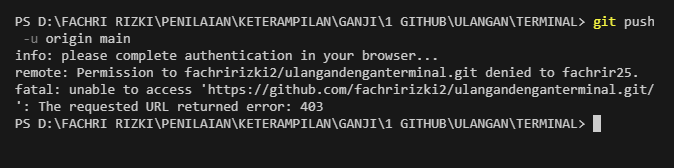 PS D:\FACHRI RIZKI\PENILAIAN\KETERAMPILAN\GANJI\1 GITHUB\ULANGAN\TERMINAL> git push
-u origin main
info: please complete authentication in your browser...
remote: Permission to fachririzki2/ulangandenganterminal.git denied to fachrir25.
fatal: unable to access 'https://github.com/fachririzki2/ulangandenganterminal.git/
': The requested URL returned error: 403
PS D:\FACHRI RIZKI\PENILAIAN\KETERAMPILAN\GANJI\1 GITHUB\ULANGAN\TERMINAL>